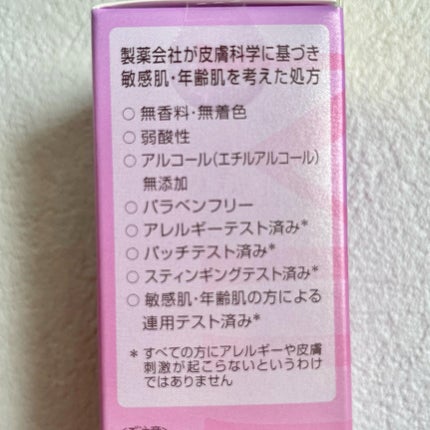 製薬会社が皮膚科学に基づき
敏感肌・年齢肌を考えた処方
○ 無香料・無着色
○ 弱酸性
○ アルコール(エチルアルコール)
無添加
○ パラベンフリー
○ アレルギーテスト済み*
○ パッチテスト済み*
○ スティンギングテスト済み*
○ 敏感肌・年齢肌の方による
連用テスト済み*
* すべての方にアレルギーや皮膚
刺激が起こらないというわけ
ではありません